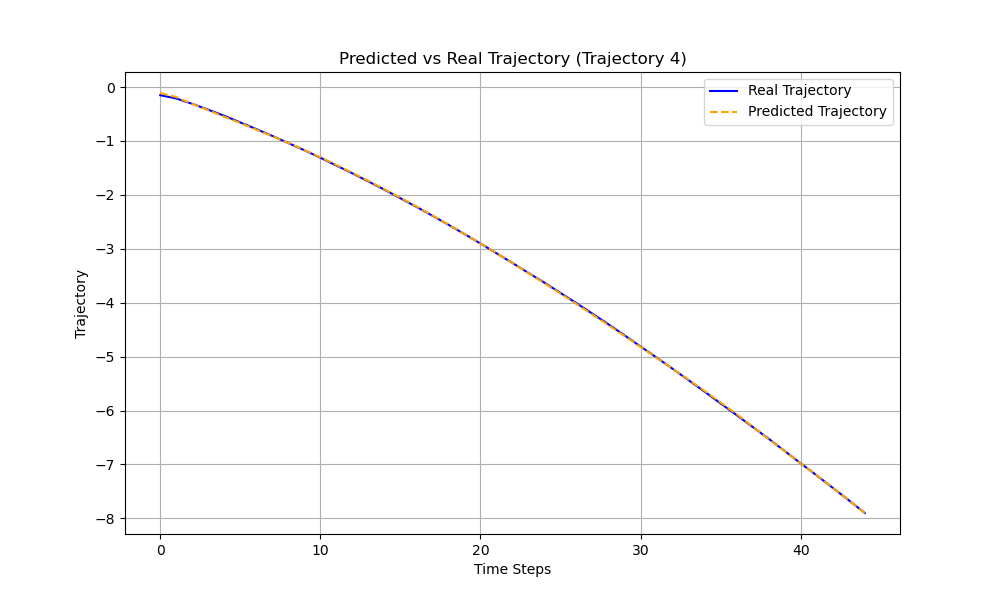 Predicted vs Real Trajectory (Trajectory 4)
Real Trajectory
Predicted Trajectory
Trajectory
0
−1
−2
−3
−4
−5
−6
−7
−8
0 10 20 30 40
Time Steps